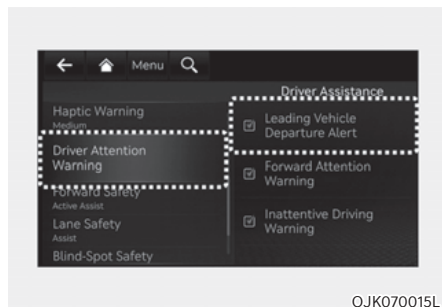 Menu
Driver Assistance
Haptic Warning
Medium
Driver Attention
Warning
Forward Safety
Active Assist
Lane Safety
Assist
Blind-Spot Safety
Leading Vehicle
Departure Alert
Forward Attention
Warning
Inattentive Driving
Warning
OJK070015L